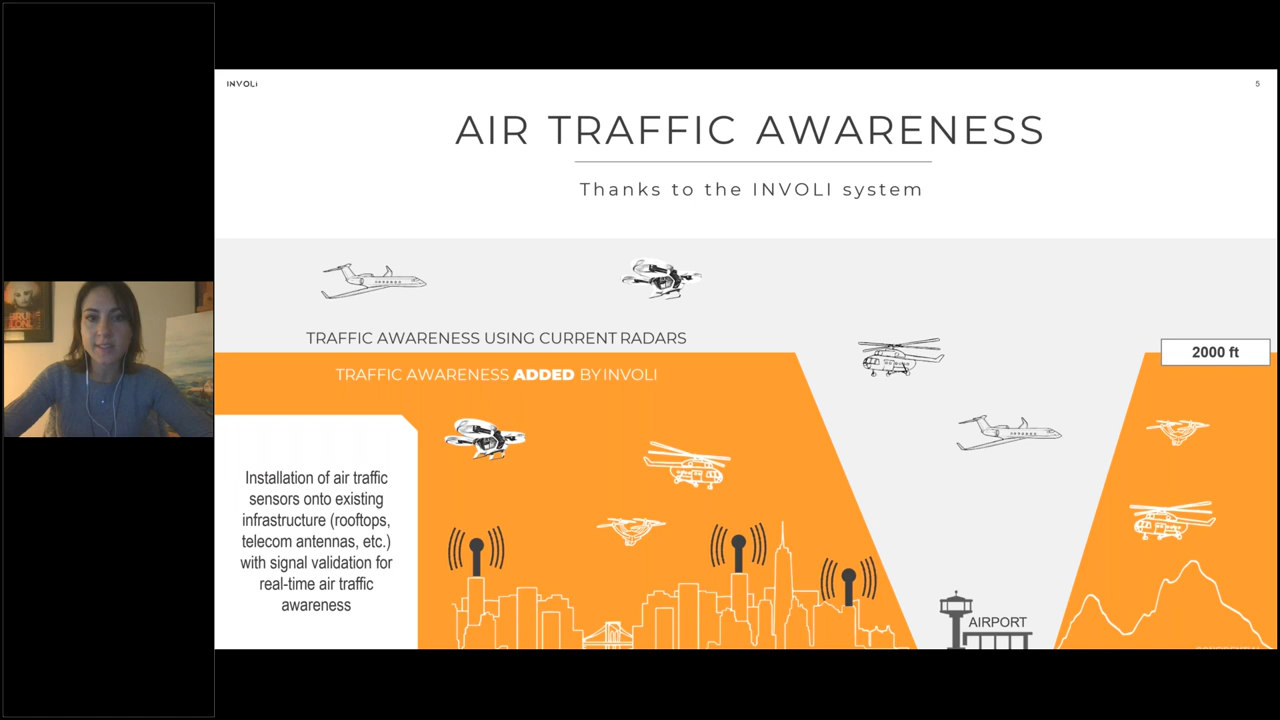 INVOLI
5
AIR TRAFFIC AWARENESS
Thanks to the INVOLI system
TRAFFIC AWARENESS USING CURRENT RADARS
2000 ft
TRAFFIC AWARENESS ADDED BY INVOLI
Installation of air traffic
sensors onto existing
infrastructure (rooftops,
telecom antennas, etc.)
with signal validation for
real-time air traffic
awareness
AIRPORT